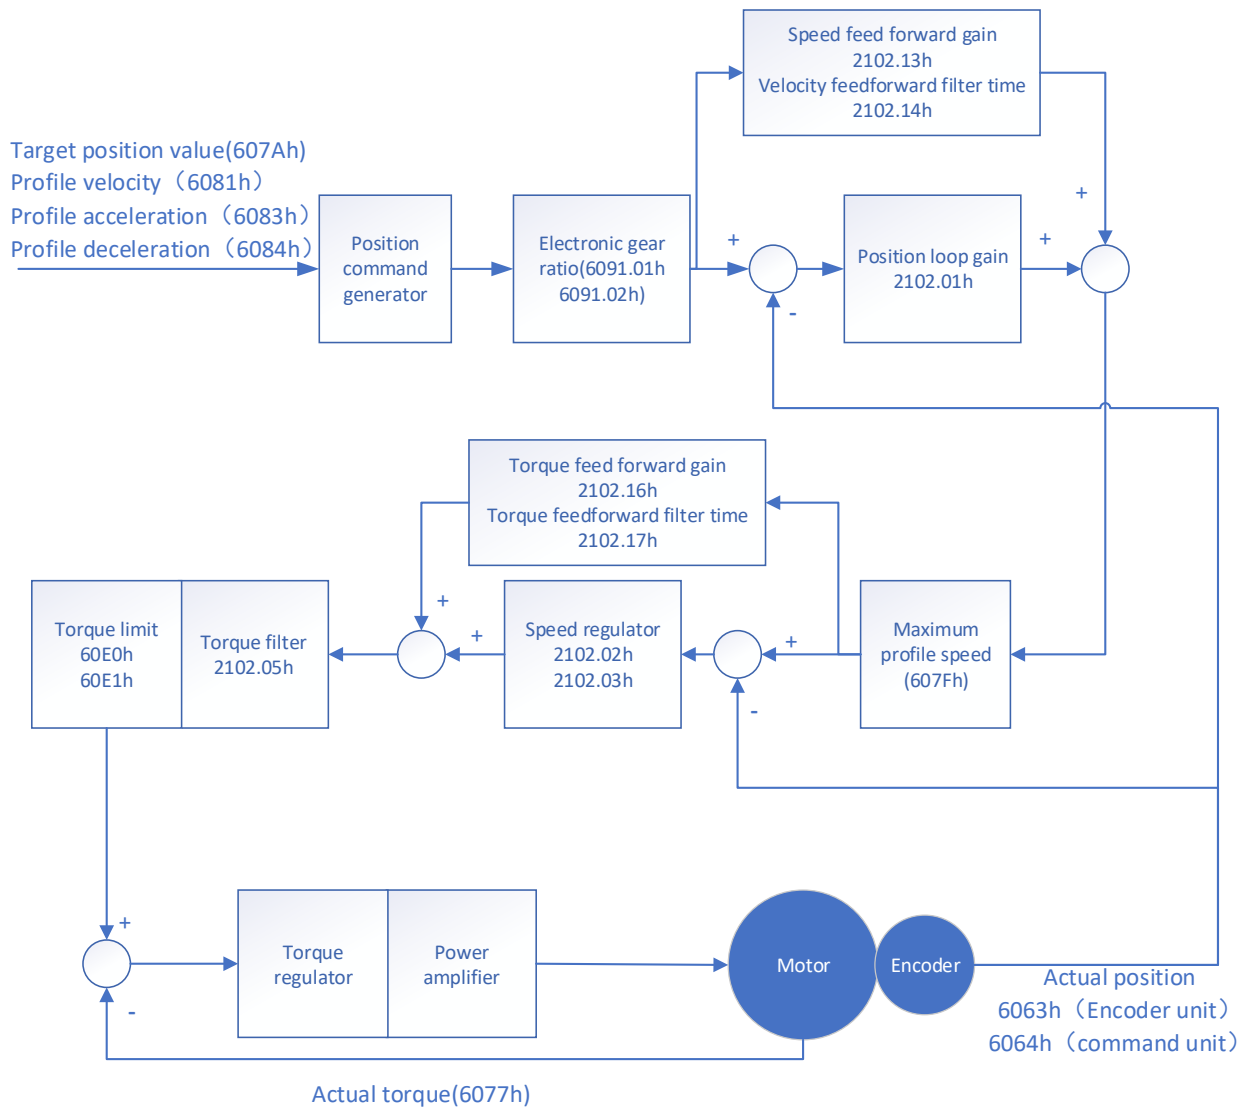 Speed feed forward gain
2102.13h
Velocity feedforward filter time
2102.14h
Target position value(607Ah)
Profile velocity（6081h）
Profile acceleration（6083h）
Profile deceleration（6084h）
Position
command
generator
Electronic gear
ratio(6091.01h
6091.02h)
+
-
Position loop gain
2102.01h
+
+
Torque feed forward gain
2102.16h
Torque feedforward filter time
2102.17h
Torque limit
60E0h
60E1h
Torque filter
2102.05h
+
+
Speed regulator
2102.02h
2102.03h
+
-
Maximum
profile speed
(607Fh)
+
-
Torque
regulator
Power
amplifier
Motor
Encoder
Actual position
6063h（Encoder unit）
6064h（command unit）
Actual torque(6077h)